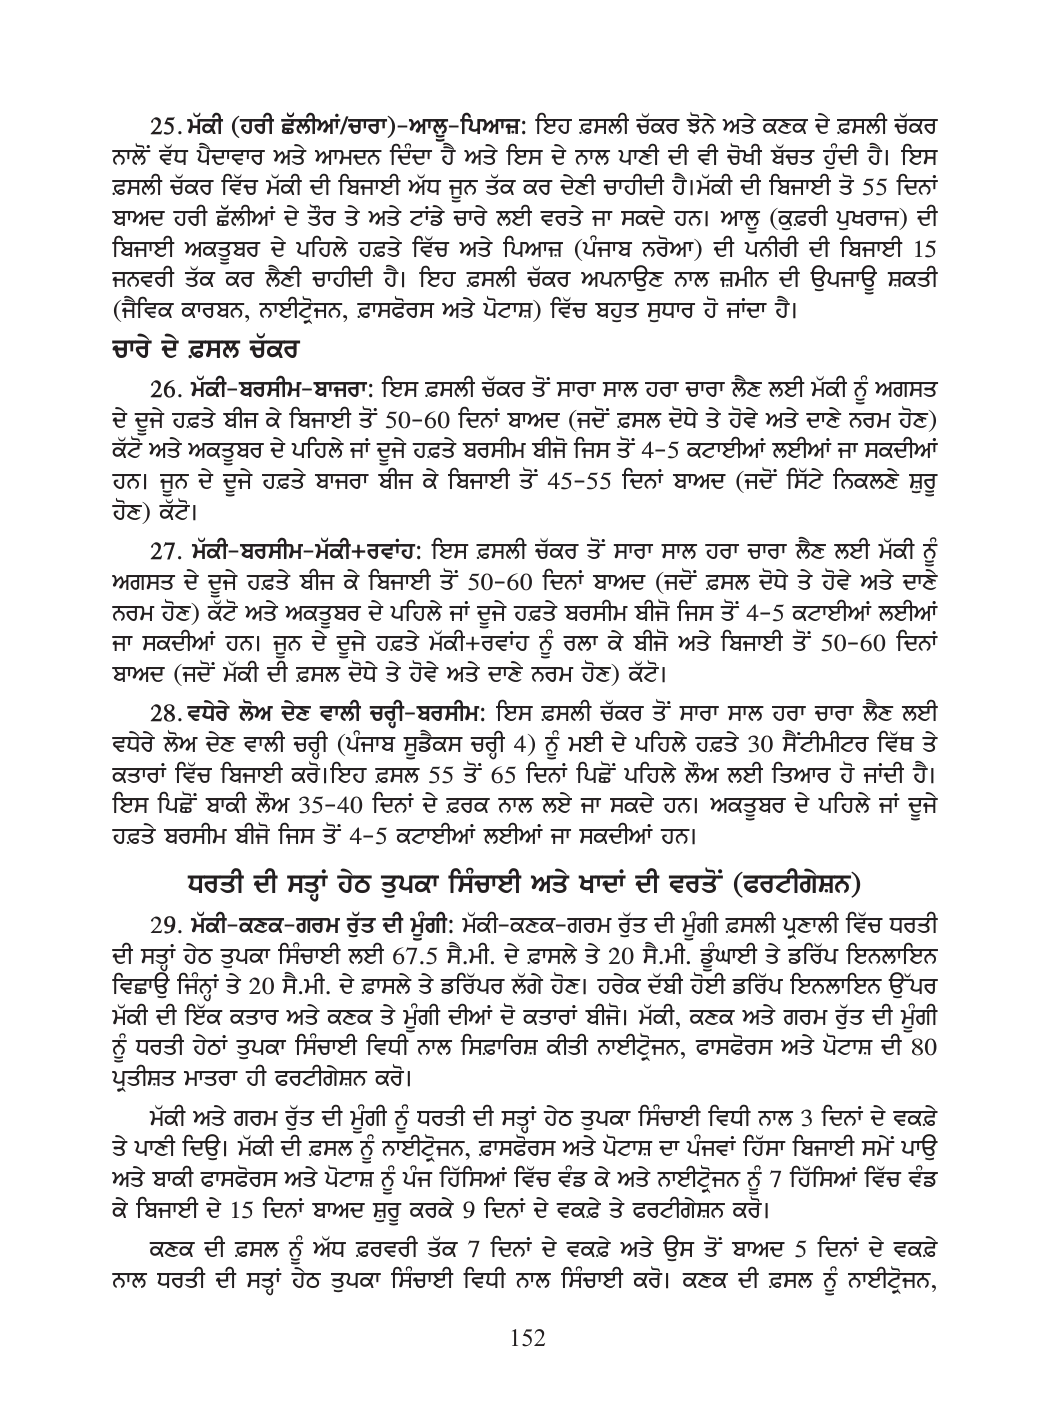 25. ਮੱਕੀ (ਹਰੀ ਛੱਲੀਆਂ/ਚਾਰਾ)-ਆਲੂ-ਪਿਆਜ਼: ਇਹ ਫ਼ਸਲੀ ਚੱਕਰ ਝੋਨੇ ਅਤੇ ਕਣਕ ਦੇ ਫ਼ਸਲੀ ਚੱਕਰ
ਨਾਲੋਂ ਵੱਧ ਪੈਦਾਵਾਰ ਅਤੇ ਆਮਦਨ ਦਿੰਦਾ ਹੈ ਅਤੇ ਇਸ ਦੇ ਨਾਲ ਪਾਣੀ ਦੀ ਵੀ ਚੋਖੀ ਬੱਚਤ ਹੁੰਦੀ ਹੈ। ਇਸ
ਫ਼ਸਲੀ ਚੱਕਰ ਵਿੱਚ ਮੱਕੀ ਦੀ ਬਿਜਾਈ ਅੱਧ ਜੂਨ ਤੱਕ ਕਰ ਦੇਣੀ ਚਾਹੀਦੀ ਹੈ।ਮੱਕੀ ਦੀ ਬਿਜਾਈ ਤੋ 55 ਦਿਨਾਂ
ਬਾਅਦ ਹਰੀ ਛੱਲੀਆਂ ਦੇ ਤੌਰ ਤੇ ਅਤੇ ਟਾਂਡੇ ਚਾਰੇ ਲਈ ਵਰਤੇ ਜਾ ਸਕਦੇ ਹਨ। ਆਲੂ (ਕੁਫ਼ਰੀ ਪੁਖਰਾਜ) ਦੀ
ਬਿਜਾਈ ਅਕਤੂਬਰ ਦੇ ਪਹਿਲੇ ਹਫ਼ਤੇ ਵਿੱਚ ਅਤੇ ਪਿਆਜ਼ (ਪੰਜਾਬ ਨਰੋਆ) ਦੀ ਪਨੀਰੀ ਦੀ ਬਿਜਾਈ 15
ਜਨਵਰੀ ਤੱਕ ਕਰ ਲੈਣੀ ਚਾਹੀਦੀ ਹੈ। ਇਹ ਫ਼ਸਲੀ ਚੱਕਰ ਅਪਨਾਉਣ ਨਾਲ ਜ਼ਮੀਨ ਦੀ ਉਪਜਾਊ ਸ਼ਕਤੀ
(ਜੈਵਿਕ ਕਾਰਬਨ, ਨਾਈਟ੍ਰੋਜਨ, ਫ਼ਾਸਫੋਰਸ ਅਤੇ ਪੋਟਾਸ਼) ਵਿੱਚ ਬਹੁਤ ਸੁਧਾਰ ਹੋ ਜਾਂਦਾ ਹੈ।
ਚਾਰੇ ਦੇ ਫ਼ਸਲ ਚੱਕਰ
26. ਮੱਕੀ-ਬਰਸੀਮ-ਬਾਜਰਾ: ਇਸ ਫ਼ਸਲੀ ਚੱਕਰ ਤੋਂ ਸਾਰਾ ਸਾਲ ਹਰਾ ਚਾਰਾ ਲੈਣ ਲਈ ਮੱਕੀ ਨੂੰ ਅਗਸਤ
ਦੇ ਦੂਜੇ ਹਫ਼ਤੇ ਬੀਜ ਕੇ ਬਿਜਾਈ ਤੋਂ 50-60 ਦਿਨਾਂ ਬਾਅਦ (ਜਦੋਂ ਫ਼ਸਲ ਦੋਧੇ ਤੇ ਹੋਵੇ ਅਤੇ ਦਾਣੇ ਨਰਮ ਹੋਣ)
ਕੱਟੋ ਅਤੇ ਅਕਤੂਬਰ ਦੇ ਪਹਿਲੇ ਜਾਂ ਦੂਜੇ ਹਫ਼ਤੇ ਬਰਸੀਮ ਬੀਜੋ ਜਿਸ ਤੋਂ 4-5 ਕਟਾਈਆਂ ਲਈਆਂ ਜਾ ਸਕਦੀਆਂ
ਹਨ। ਜੂਨ ਦੇ ਦੂਜੇ ਹਫ਼ਤੇ ਬਾਜਰਾ ਬੀਜ ਕੇ ਬਿਜਾਈ ਤੋਂ 45-55 ਦਿਨਾਂ ਬਾਅਦ (ਜਦੋਂ ਸਿੱਟੇ ਨਿਕਲਣੇ ਸ਼ੁਰੂ
ਹੋਣ) ਕੱਟੋ।
27. ਮੱਕੀ-ਬਰਸੀਮ-ਮੱਕੀ+ਰਵਾਂਹ: ਇਸ ਫ਼ਸਲੀ ਚੱਕਰ ਤੋਂ ਸਾਰਾ ਸਾਲ ਹਰਾ ਚਾਰਾ ਲੈਣ ਲਈ ਮੱਕੀ ਨੂੰ
ਅਗਸਤ ਦੇ ਦੂਜੇ ਹਫ਼ਤੇ ਬੀਜ ਕੇ ਬਿਜਾਈ ਤੋਂ 50-60 ਦਿਨਾਂ ਬਾਅਦ (ਜਦੋਂ ਫ਼ਸਲ ਦੋਧੇ ਤੇ ਹੋਵੇ ਅਤੇ ਦਾਣੇ
ਨਰਮ ਹੋਣ) ਕੱਟੋ ਅਤੇ ਅਕਤੂਬਰ ਦੇ ਪਹਿਲੇ ਜਾਂ ਦੂਜੇ ਹਫ਼ਤੇ ਬਰਸੀਮ ਬੀਜੋ ਜਿਸ ਤੋਂ 4-5 ਕਟਾਈਆਂ ਲਈਆਂ
ਜਾ ਸਕਦੀਆਂ ਹਨ। ਜੂਨ ਦੇ ਦੂਜੇ ਹਫ਼ਤੇ ਮੱਕੀ+ਰਵਾਂਹ ਨੂੰ ਰਲਾ ਕੇ ਬੀਜੋ ਅਤੇ ਬਿਜਾਈ ਤੋਂ 50-60 ਦਿਨਾਂ
ਬਾਅਦ (ਜਦੋਂ ਮੱਕੀ ਦੀ ਫ਼ਸਲ ਦੋਧੇ ਤੇ ਹੋਵੇ ਅਤੇ ਦਾਣੇ ਨਰਮ ਹੋਣ) ਕੱਟੋ।
28. ਵਧੇਰੇ ਲੋਅ ਦੇਣ ਵਾਲੀ ਚਰ੍ਹੀ-ਬਰਸੀਮ: ਇਸ ਫ਼ਸਲੀ ਚੱਕਰ ਤੋਂ ਸਾਰਾ ਸਾਲ ਹਰਾ ਚਾਰਾ ਲੈਣ ਲਈ
ਵਧੇਰੇ ਲੋਅ ਦੇਣ ਵਾਲੀ ਚਰ੍ਹੀ (ਪੰਜਾਬ ਸੂਡੈਕਸ ਚਰ੍ਹੀ 4) ਨੂੰ ਮਈ ਦੇ ਪਹਿਲੇ ਹਫ਼ਤੇ 30 ਸੈਂਟੀਮੀਟਰ ਵਿੱਥ ਤੇ
ਕਤਾਰਾਂ ਵਿੱਚ ਬਿਜਾਈ ਕਰੋ।ਇਹ ਫ਼ਸਲ 55 ਤੋਂ 65 ਦਿਨਾਂ ਪਿਛੋਂ ਪਹਿਲੇ ਲੌਅ ਲਈ ਤਿਆਰ ਹੋ ਜਾਂਦੀ ਹੈ।
ਇਸ ਪਿਛੋਂ ਬਾਕੀ ਲੌਅ 35-40 ਦਿਨਾਂ ਦੇ ਫ਼ਰਕ ਨਾਲ ਲਏ ਜਾ ਸਕਦੇ ਹਨ। ਅਕਤੂਬਰ ਦੇ ਪਹਿਲੇ ਜਾਂ ਦੂਜੇ
ਹਫ਼ਤੇ ਬਰਸੀਮ ਬੀਜੋ ਜਿਸ ਤੋਂ 4-5 ਕਟਾਈਆਂ ਲਈਆਂ ਜਾ ਸਕਦੀਆਂ ਹਨ।
ਧਰਤੀ ਦੀ ਸਤ੍ਹਾਂ ਹੇਠ ਤੁਪਕਾ ਸਿੰਚਾਈ ਅਤੇ ਖਾਦਾਂ ਦੀ ਵਰਤੋਂ (ਫਰਟੀਗੇਸ਼ਨ)
29. ਮੱਕੀ-ਕਣਕ-ਗਰਮ ਰੁੱਤ ਦੀ ਮੂੰਗੀ: ਮੱਕੀ-ਕਣਕ-ਗਰਮ ਰੁੱਤ ਦੀ ਮੂੰਗੀ ਫ਼ਸਲੀ ਪ੍ਰਣਾਲੀ ਵਿੱਚ ਧਰਤੀ
ਦੀ ਸਤ੍ਹਾਂ ਹੇਠ ਤੁਪਕਾ ਸਿੰਚਾਈ ਲਈ 67.5 ਸੈ.ਮੀ. ਦੇ ਫ਼ਾਸਲੇ ਤੇ 20 ਸੈ.ਮੀ. ਡੂੰਘਾਈ ਤੇ ਡਰਿੱਪ ਇਨਲਾਇਨ
ਵਿਛਾਉ ਜਿੰਨ੍ਹਾਂ ਤੇ 20 ਸੈ.ਮੀ. ਦੇ ਫ਼ਾਸਲੇ ਤੇ ਡਰਿੱਪਰ ਲੱਗੇ ਹੋਣ। ਹਰੇਕ ਦੱਬੀ ਹੋਈ ਡਰਿੱਪ ਇਨਲਾਇਨ ਉੱਪਰ
ਮੱਕੀ ਦੀ ਇੱਕ ਕਤਾਰ ਅਤੇ ਕਣਕ ਤੇ ਮੂੰਗੀ ਦੀਆਂ ਦੋ ਕਤਾਰਾਂ ਬੀਜੋ। ਮੱਕੀ, ਕਣਕ ਅਤੇ ਗਰਮ ਰੁੱਤ ਦੀ ਮੂੰਗੀ
ਨੂੰ ਧਰਤੀ ਹੇਠਾਂ ਤੁਪਕਾ ਸਿੰਚਾਈ ਵਿਧੀ ਨਾਲ ਸਿਫ਼ਾਰਿਸ਼ ਕੀਤੀ ਨਾਈਟ੍ਰੋਜਨ, ਫਾਸਫੋਰਸ ਅਤੇ ਪੋਟਾਸ਼ ਦੀ 80
ਪ੍ਰਤੀਸ਼ਤ ਮਾਤਰਾ ਹੀ ਫਰਟੀਗੇਸ਼ਨ ਕਰੋ।
ਮੱਕੀ ਅਤੇ ਗਰਮ ਰੁੱਤ ਦੀ ਮੂੰਗੀ ਨੂੰ ਧਰਤੀ ਦੀ ਸਤ੍ਹਾਂ ਹੇਠ ਤੁਪਕਾ ਸਿੰਚਾਈ ਵਿਧੀ ਨਾਲ 3 ਦਿਨਾਂ ਦੇ ਵਕਫ਼ੇ
ਤੇ ਪਾਣੀ ਦਿਉ। ਮੱਕੀ ਦੀ ਫ਼ਸਲ ਨੂੰ ਨਾਈਟ੍ਰੋਜਨ, ਫ਼ਾਸਫੋਰਸ ਅਤੇ ਪੋਟਾਸ਼ ਦਾ ਪੰਜਵਾਂ ਹਿੱਸਾ ਬਿਜਾਈ ਸਮੇਂ ਪਾਉ
ਅਤੇ ਬਾਕੀ ਫਾਸਫੋਰਸ ਅਤੇ ਪੋਟਾਸ਼ ਨੂੰ ਪੰਜ ਹਿੱਸਿਆਂ ਵਿੱਚ ਵੰਡ ਕੇ ਅਤੇ ਨਾਈਟ੍ਰੋਜਨ ਨੂੰ 7 ਹਿੱਸਿਆਂ ਵਿੱਚ ਵੰਡ
ਕੇ ਬਿਜਾਈ ਦੇ 15 ਦਿਨਾਂ ਬਾਅਦ ਸ਼ੁਰੂ ਕਰਕੇ 9 ਦਿਨਾਂ ਦੇ ਵਕਫ਼ੇ ਤੇ ਫਰਟੀਗੇਸ਼ਨ ਕਰੋ।
ਕਣਕ ਦੀ ਫ਼ਸਲ ਨੂੰ ਅੱਧ ਫ਼ਰਵਰੀ ਤੱਕ 7 ਦਿਨਾਂ ਦੇ ਵਕਫ਼ੇ ਅਤੇ ਉਸ ਤੋਂ ਬਾਅਦ 5 ਦਿਨਾਂ ਦੇ ਵਕਫ਼ੇ
ਨਾਲ ਧਰਤੀ ਦੀ ਸਤ੍ਹਾਂ ਹੇਠ ਤੁਪਕਾ ਸਿੰਚਾਈ ਵਿਧੀ ਨਾਲ ਸਿੰਚਾਈ ਕਰੋ। ਕਣਕ ਦੀ ਫ਼ਸਲ ਨੂੰ ਨਾਈਟ੍ਰੋਜਨ,
152